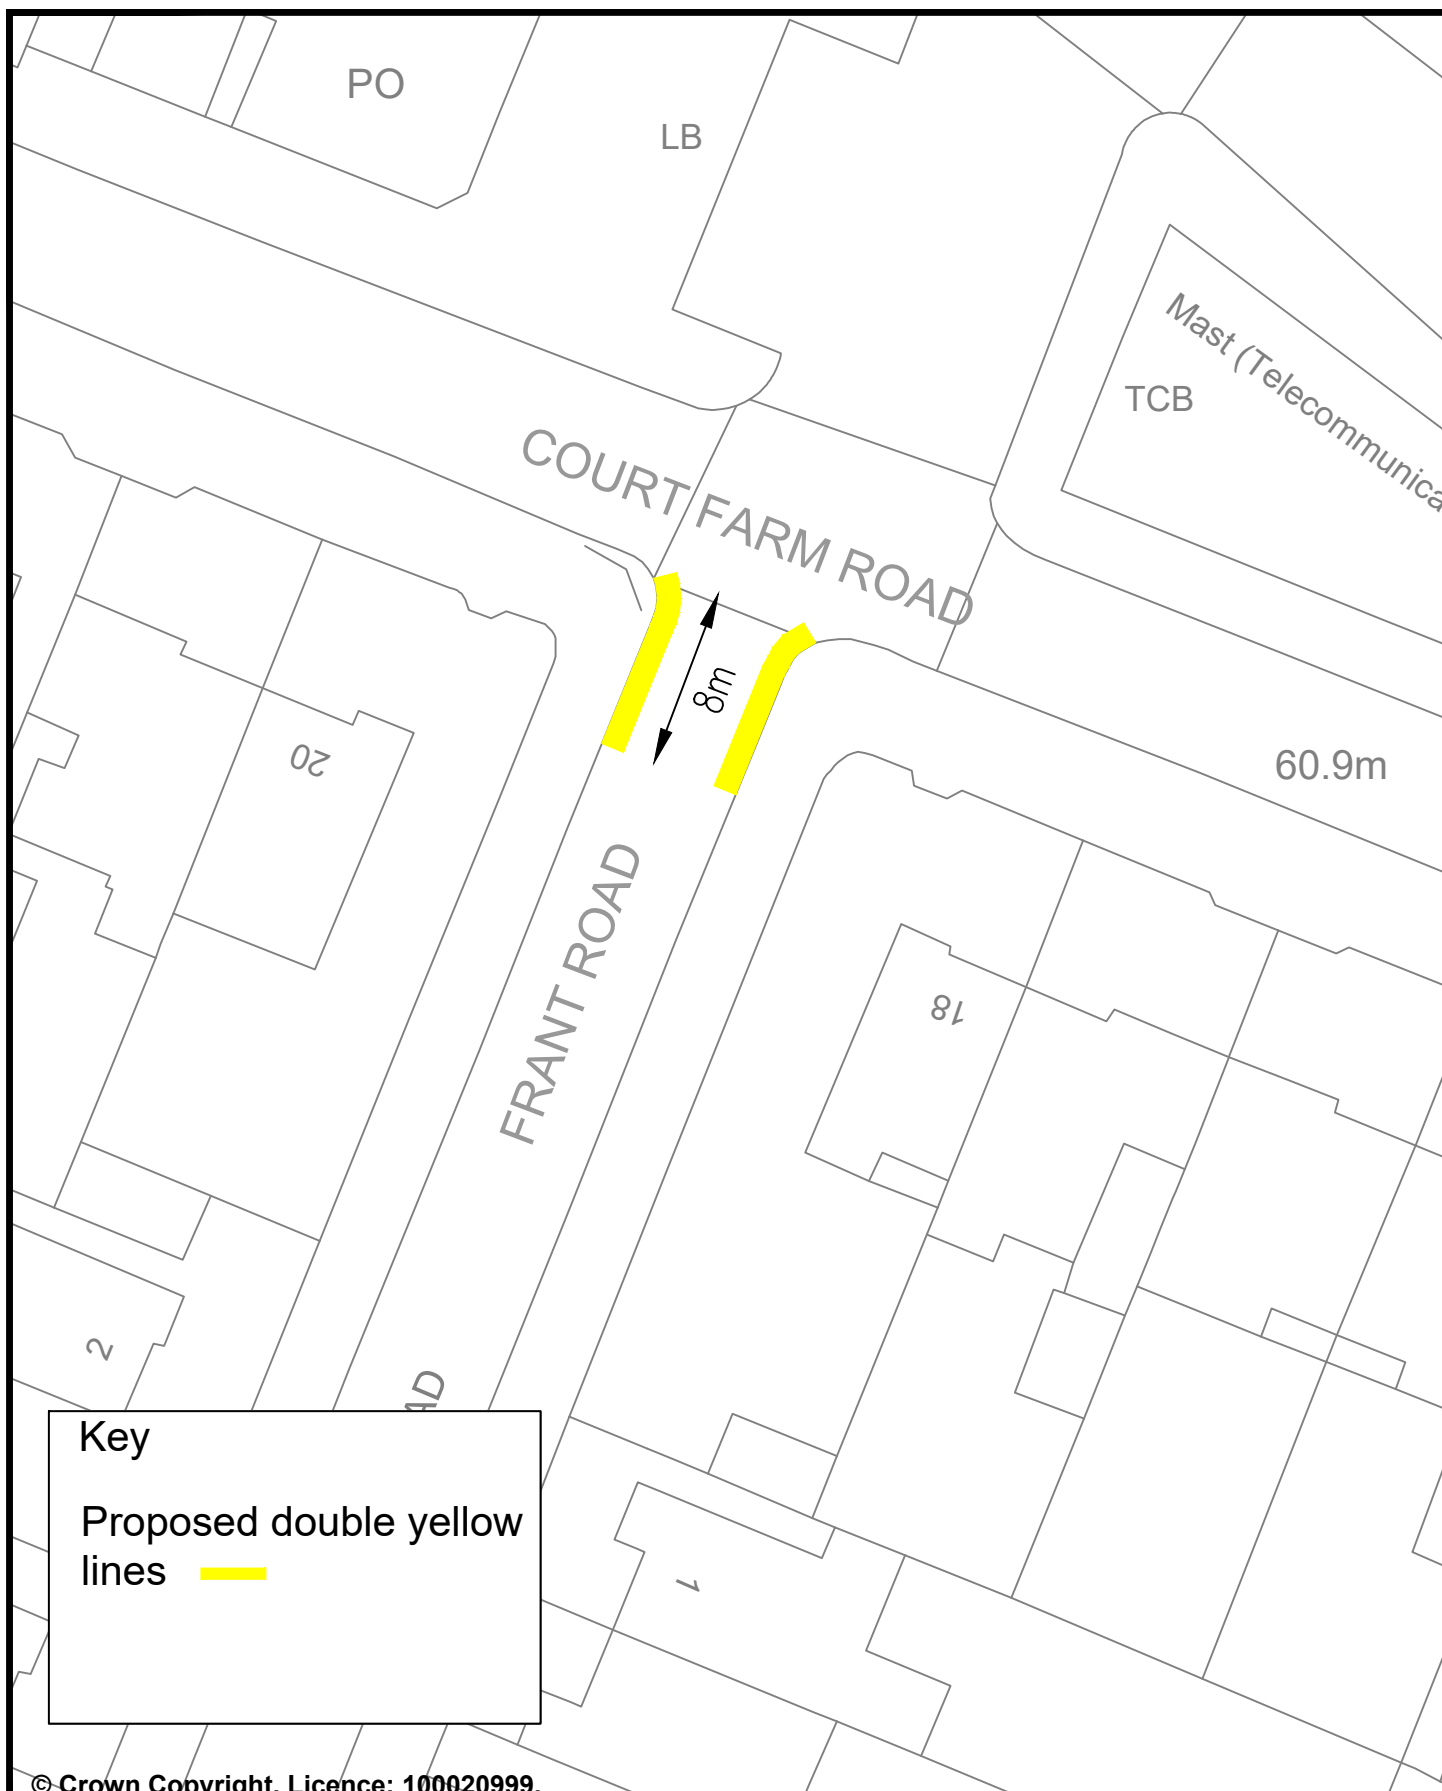 PO
LB
Mast (Telecommunica
TCB
COURT FARM ROAD
8m
20
60.9m
FRANT ROAD
18
2
AD
Key
Proposed double yellow
lines
1
© Crown Copyright. Licence: 100020999.